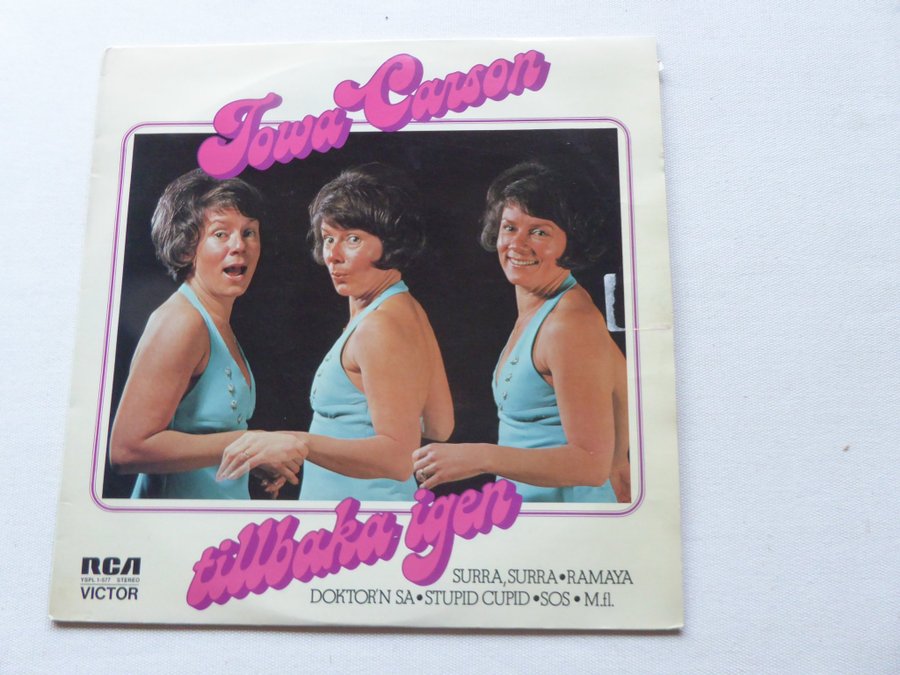 Towa Carson
tillbaka igen
SURRA, SURRA • RAMAYA
DOKTOR'N SA • STUPID CUPID • SOS • M.fl.
RCA
YSPL 1-577 STEREO
VICTOR